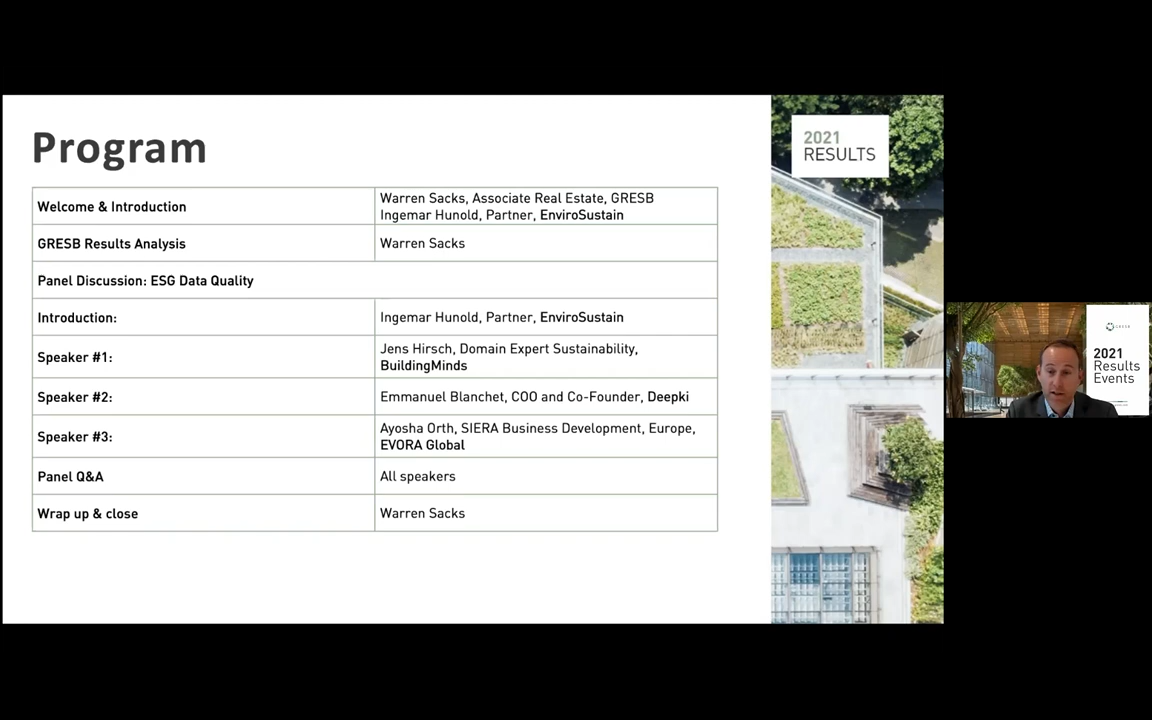 Program
2021
RESULTS
Welcome & Introduction
Warren Sacks, Associate Real Estate, GRESB
Ingemar Hunold, Partner, EnviroSustain
GRESB Results Analysis
Warren Sacks
Panel Discussion: ESG Data Quality
Introduction:
Ingemar Hunold, Partner, EnviroSustain
Speaker #1:
Jens Hirsch, Domain Expert Sustainability,
BuildingMinds
Speaker #2:
Emmanuel Blanchet, COO and Co-Founder, Deepki
Speaker #3:
Ayosha Orth, SIERA Business Development, Europe,
EVORA Global
Panel Q&A
All speakers
Wrap up & close
Warren Sacks
2021
Results
Events